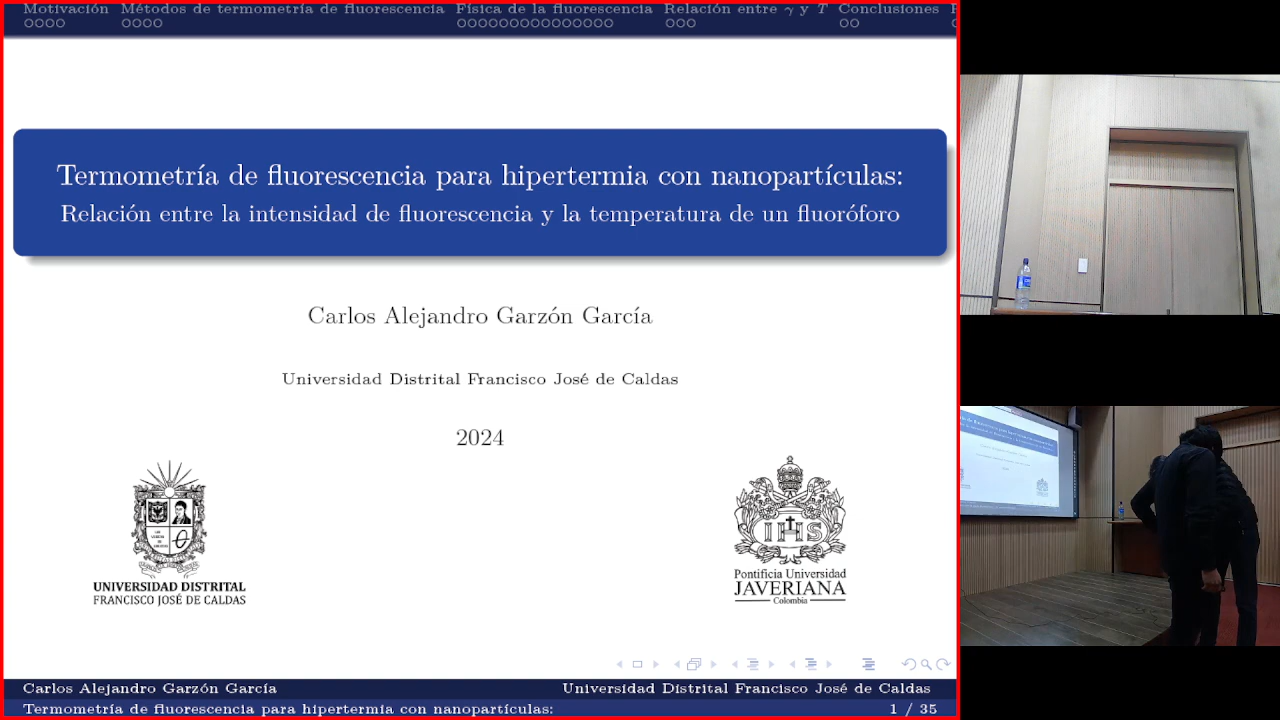 Motivación Métodos de termometría de fluorescencia Física de la fluorescencia Relación entre γ y T Conclusiones
Termometría de fluorescencia para hipertermia con nanopartículas:
Relación entre la intensidad de fluorescencia y la temperatura de un fluoróforo
Carlos Alejandro Garzón García
Universidad Distrital Francisco José de Caldas
2024
UNIVERSIDAD DISTRITAL
FRANCISCO JOSÉ DE CALDAS
IHS
Pontificia Universidad
JAVERIANA
Colombia
Carlos Alejandro Garzón García Universidad Distrital Francisco José de Caldas
Termometría de fluorescencia para hipertermia con nanopartículas: 1 / 35